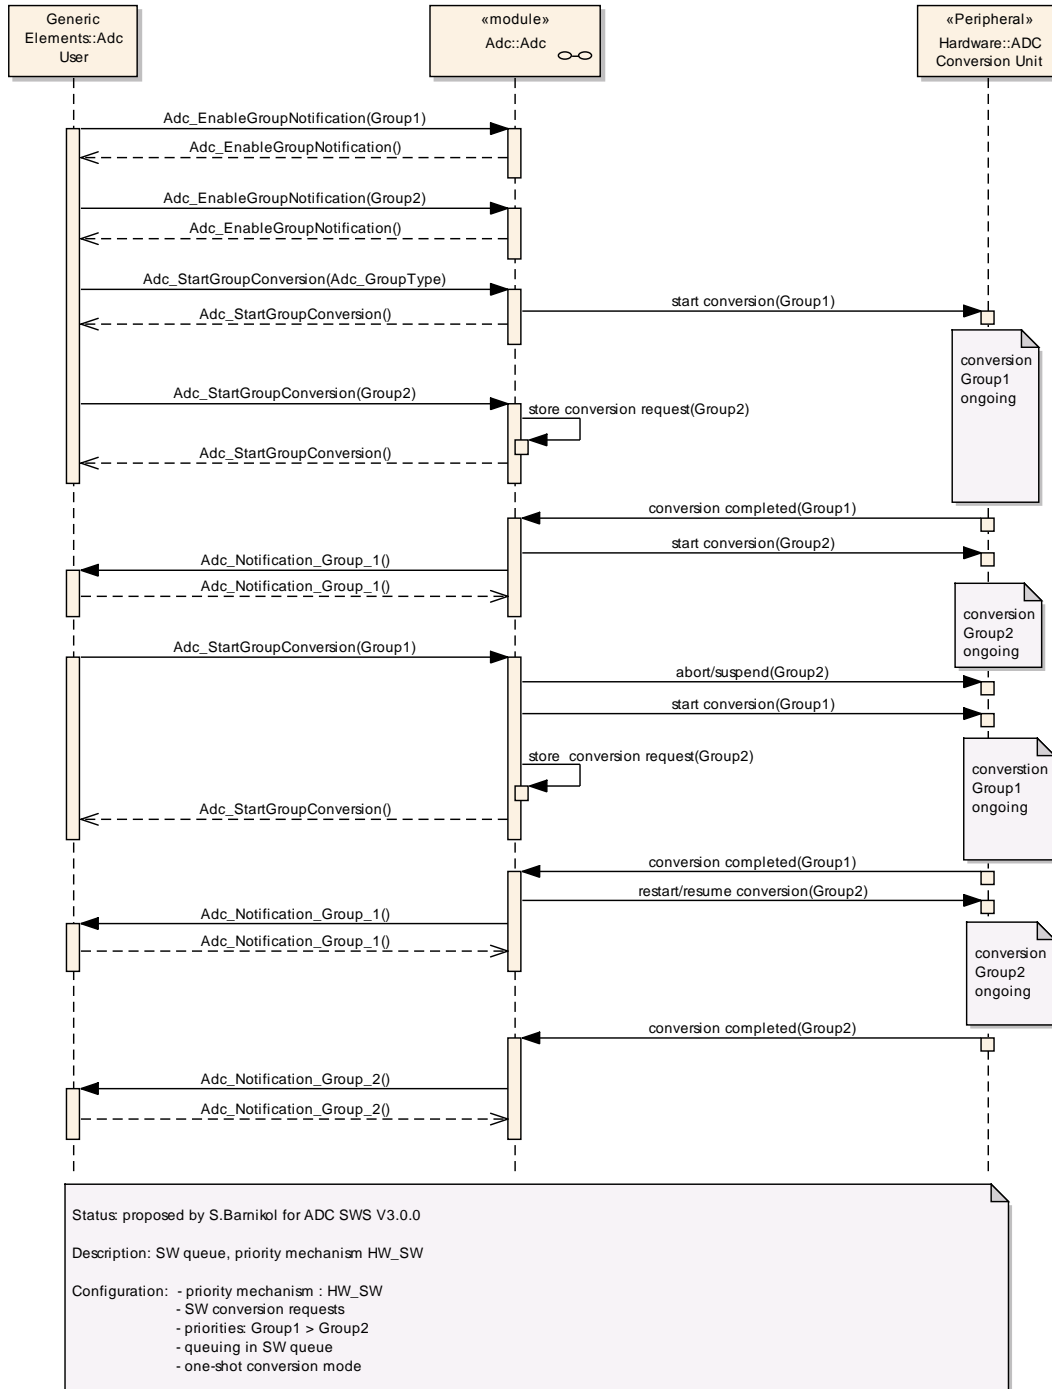 Generic
Elements::Adc
User
«module»
Adc::Adc
«Peripheral»
Hardware::ADC
Conversion Unit
Adc_EnableGroupNotification(Group1)
Adc_EnableGroupNotification()
Adc_EnableGroupNotification(Group2)
Adc_EnableGroupNotification()
Adc_StartGroupConversion(Adc_GroupType)
start conversion(Group1)
Adc_StartGroupConversion()
conversion
Group1
ongoing
Adc_StartGroupConversion(Group2)
store conversion request(Group2)
Adc_StartGroupConversion()
conversion completed(Group1)
start conversion(Group2)
Adc_Notification_Group_1()
Adc_Notification_Group_1()
conversion
Group2
ongoing
Adc_StartGroupConversion(Group1)
abort/suspend(Group2)
start conversion(Group1)
store  conversion request(Group2)
converstion
Group1
ongoing
Adc_StartGroupConversion()
conversion completed(Group1)
restart/resume conversion(Group2)
Adc_Notification_Group_1()
Adc_Notification_Group_1()
conversion
Group2
ongoing
conversion completed(Group2)
Adc_Notification_Group_2()
Adc_Notification_Group_2()
Status: proposed by S.Barnikol for ADC SWS V3.0.0
Description: SW queue, priority mechanism HW_SW
Configuration:  - priority mechanism : HW_SW
- SW conversion requests
- priorities: Group1 > Group2
- queuing in SW queue
- one-shot conversion mode